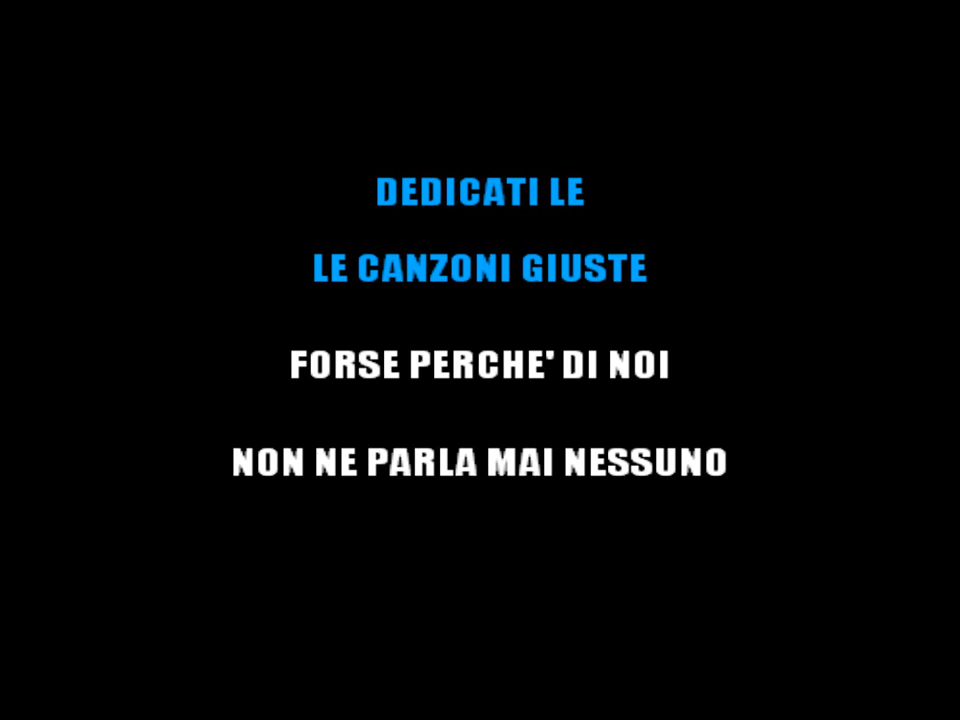 DEDICATI LE
LE CANZONI GIUSTE
FORSE PERCHE' DI NOI
NON NE PARLA MAI NESSUNO